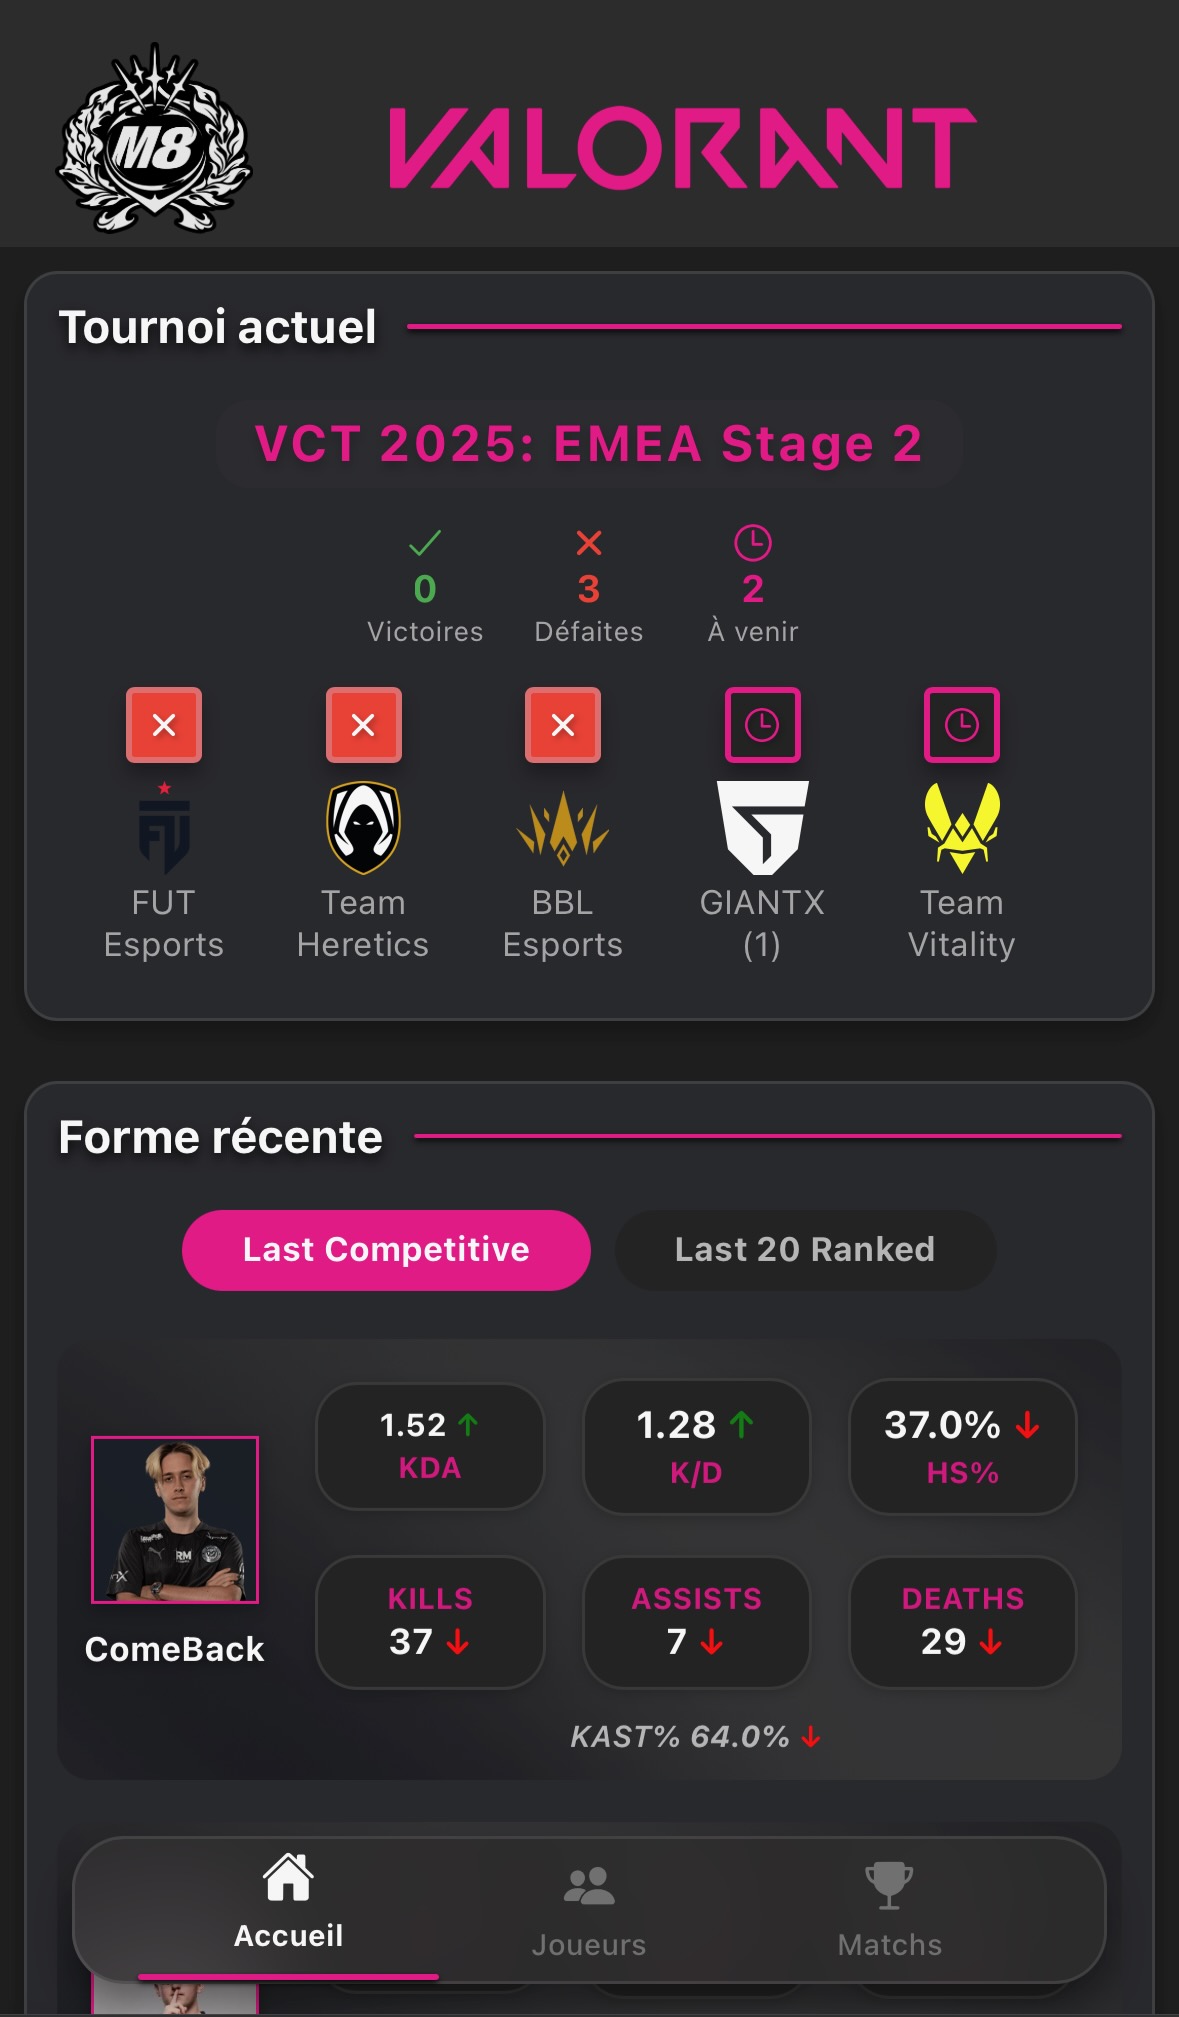 M8
VALORANT
Tournoi actuel
VCT 2025: EMEA Stage 2
0
3
2
Victoires
Défaites
À venir
FUT
Esports
Team
Heretics
BBL
Esports
GIANTX
(1)
Team
Vitality
Forme récente
Last Competitive
Last 20 Ranked
1.52
KDA
1.28
K/D
37.0%
HS%
ComeBack
KILLS
37
ASSISTS
7
DEATHS
29
KAST% 64.0%
Accueil
Joueurs
Matchs